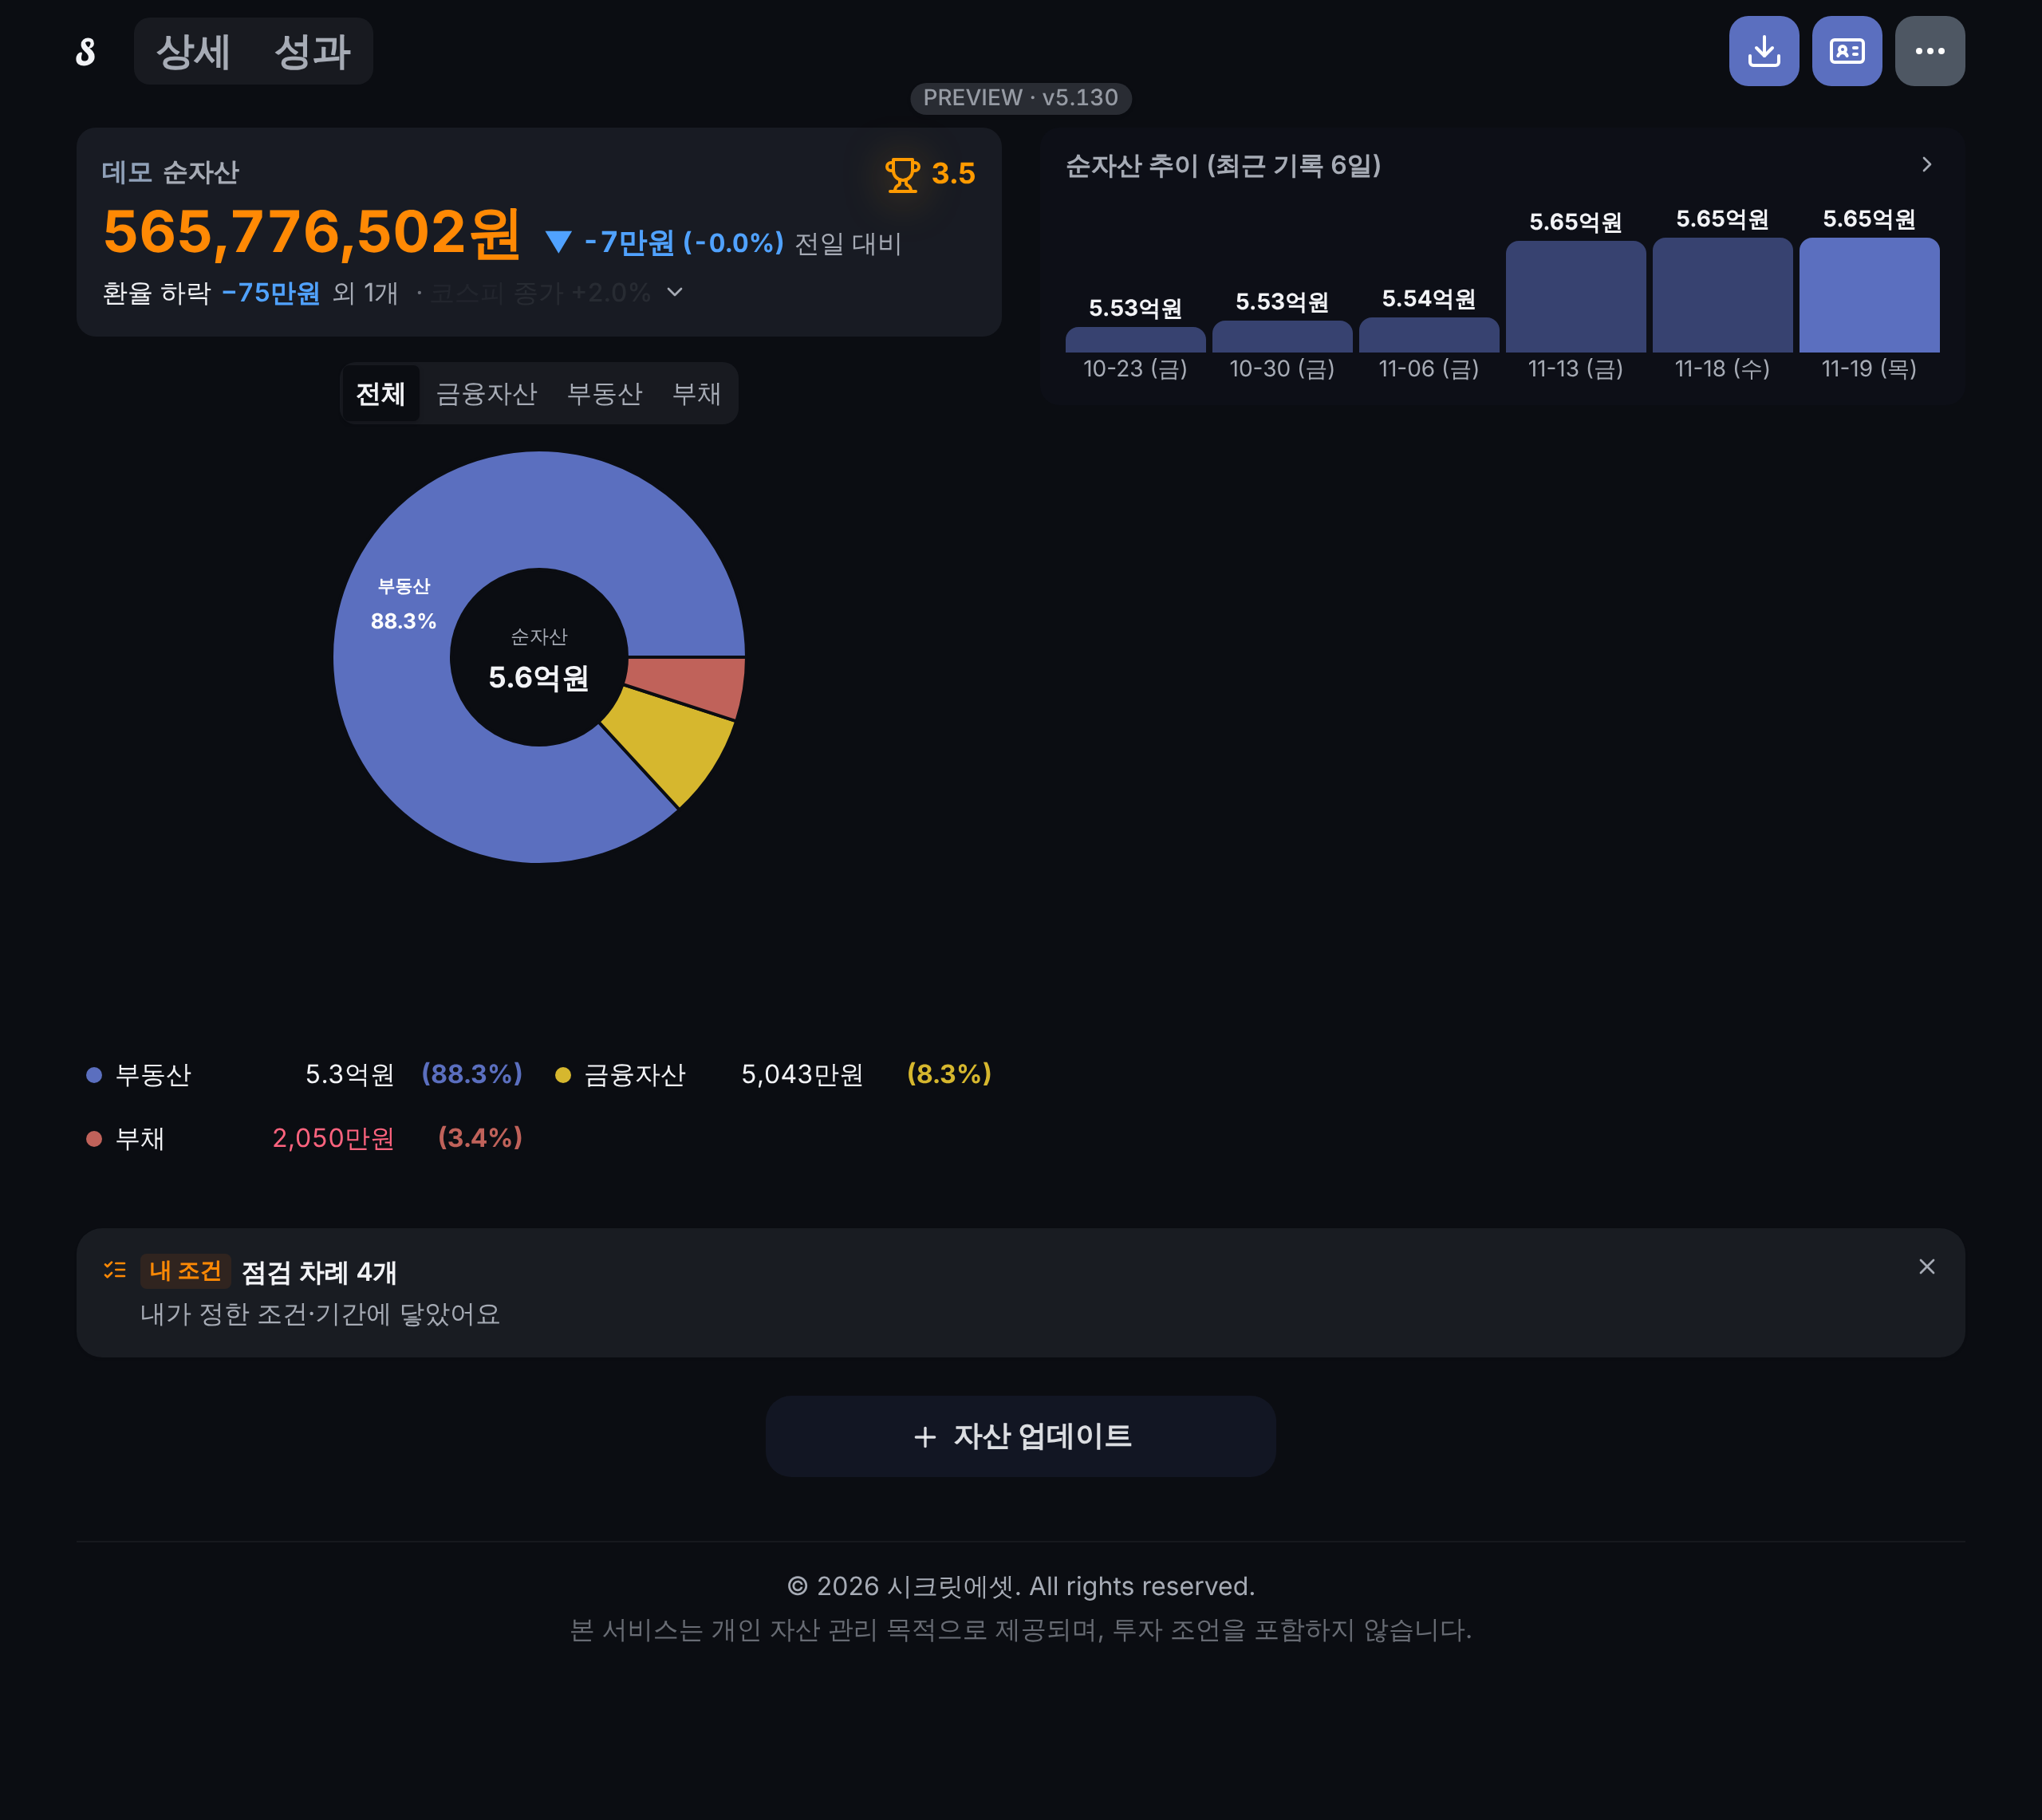 상세 성과
PREVIEW · v5.130
데모 순자산
3.5
565,776,502원 ▼ -7만원 (-0.0%) 전일 대비
환율 하락 −75만원 외 1개 · 코스피 종가 +2.0%
순자산 추이 (최근 기록 6일)
5.53억원 5.53억원 5.54억원 5.65억원 5.65억원 5.65억원
10-23 (금) 10-30 (금) 11-06 (금) 11-13 (금) 11-18 (수) 11-19 (목)
전체 금융자산 부동산 부채
부동산
88.3%
순자산
5.6억원
부동산 5.3억원 (88.3%) 금융자산 5,043만원 (8.3%)
부채 2,050만원 (3.4%)
내 조건 점검 차례 4개
내가 정한 조건·기간에 닿았어요
+ 자산 업데이트
© 2026 시크릿에셋. All rights reserved.
본 서비스는 개인 자산 관리 목적으로 제공되며, 투자 조언을 포함하지 않습니다.